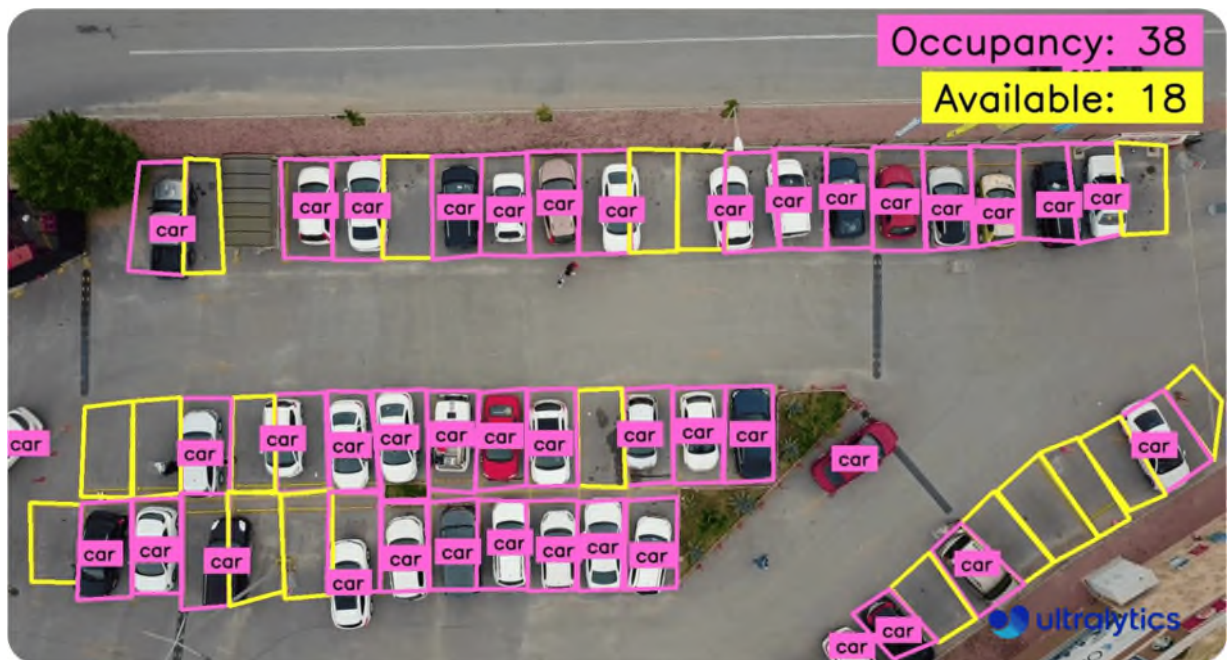 Occupancy: 38
Available: 18
car car car car car car car car car car car car car car car
car car car car car car car car car car car car car
car car car car car car car car car car car
car car
ultralytics